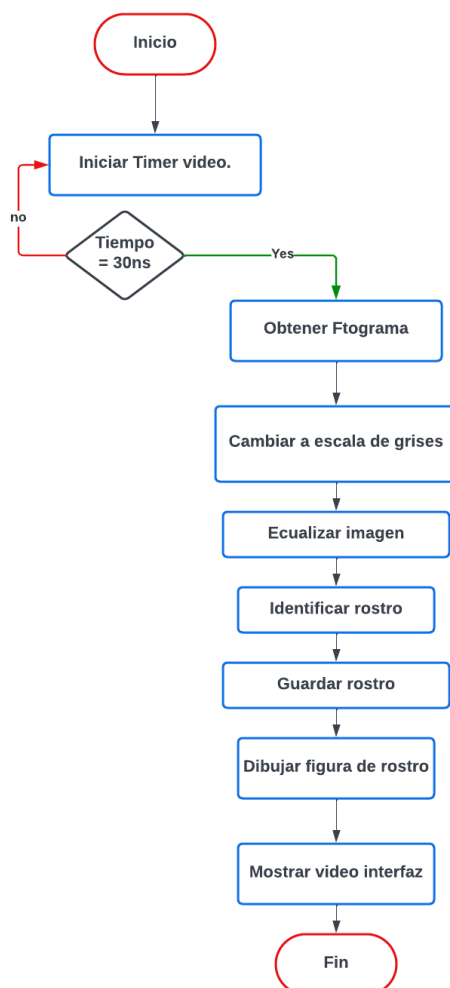 Inicio
Iniciar Timer video.
no
Tiempo
= 30ns
Yes
Obtener Ftograma
Cambiar a escala de grises
Ecualizar imagen
Identificar rostro
Guardar rostro
Dibujar figura de rostro
Mostrar video interfaz
Fin